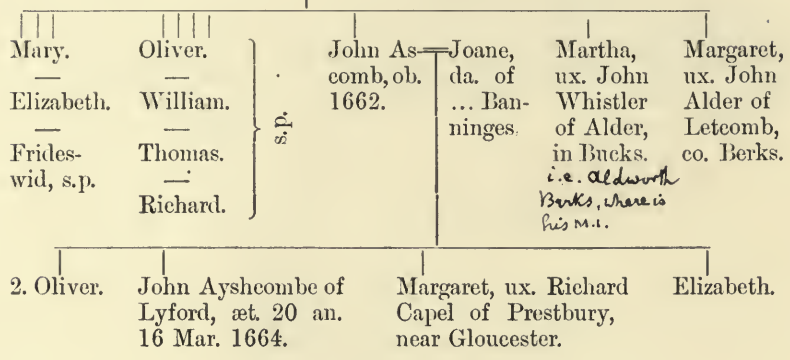 Mary.
—
Elizabeth.
—
Frides-
wid, s.p.
Oliver.
—
William.
—
Thomas.
—
Richard.
s.p.
John As-
comb, ob.
1662.
Joane,
da. of
... Ban-
ninges.
Martha,
ux. John
Whistler
of Alder,
in Bucks.
i.e. Aldworth
Berks, where is
his M.I.
Margaret,
ux. John
Alder of
Letcomb,
co. Berks.
2. Oliver.
John Ayshcombe of
Lyford, æt. 20 an.
16 Mar. 1664.
Margaret, ux. Richard
Capel of Prestbury,
near Gloucester.
Elizabeth.